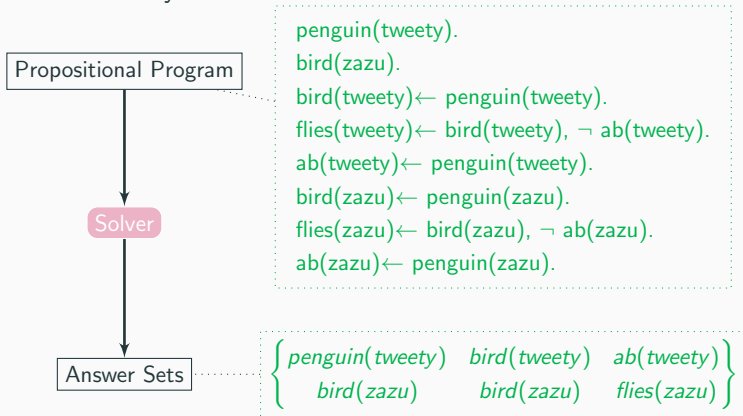 penguin(tweety).
bird(zazu).
bird(tweety)← penguin(tweety).
flies(tweety)← bird(tweety), ¬ ab(tweety).
ab(tweety)← penguin(tweety).
bird(zazu)← penguin(zazu).
flies(zazu)← bird(zazu), ¬ ab(zazu).
ab(zazu)← penguin(zazu).
Propositional Program
Solver
Answer Sets
{penguin(tweety) bird(tweety) ab(tweety)
bird(zazu) bird(zazu) flies(zazu)}